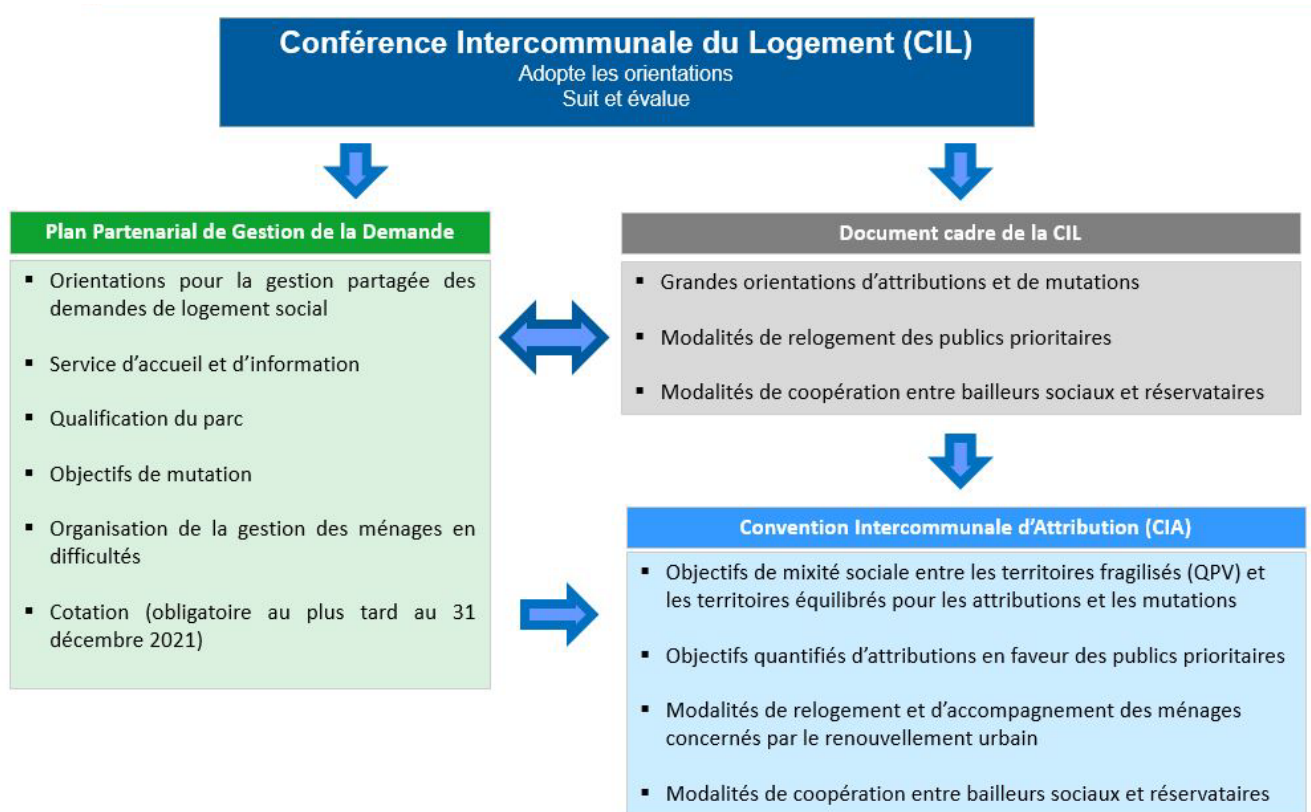 Conférence Intercommunale du Logement (CIL)
Adopte les orientations
Suit et évalue
Plan Partenarial de Gestion de la Demande
▪ Orientations pour la gestion partagée des
demandes de logement social
▪ Service d'accueil et d'information
▪ Qualification du parc
▪ Objectifs de mutation
▪ Organisation de la gestion des ménages en
difficultés
▪ Cotation (obligatoire au plus tard au 31
décembre 2021)
Document cadre de la CIL
▪ Grandes orientations d'attributions et de mutations
▪ Modalités de relogement des publics prioritaires
▪ Modalités de coopération entre bailleurs sociaux et réservataires
Convention Intercommunale d'Attribution (CIA)
▪ Objectifs de mixité sociale entre les territoires fragilisés (QPV) et
les territoires équilibrés pour les attributions et les mutations
▪ Objectifs quantifiés d'attributions en faveur des publics prioritaires
▪ Modalités de relogement et d'accompagnement des ménages
concernés par le renouvellement urbain
▪ Modalités de coopération entre bailleurs sociaux et réservataires